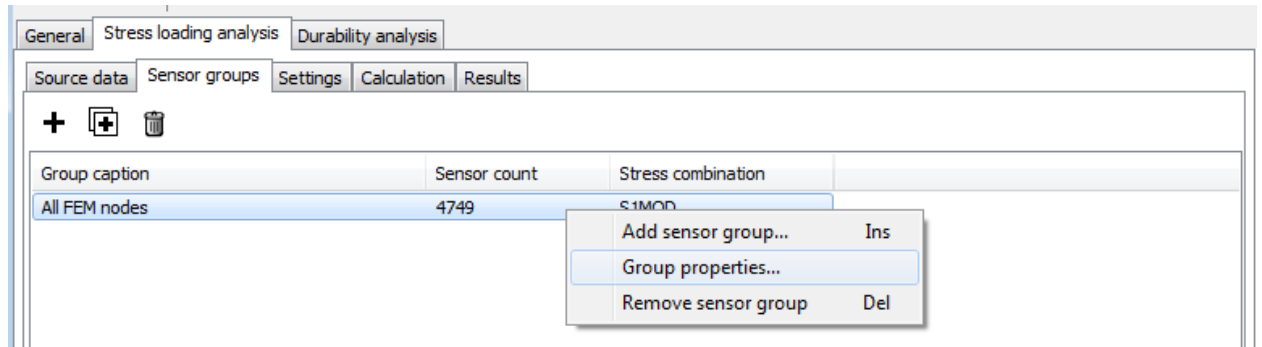 General Stress loading analysis Durability analysis
Source data Sensor groups Settings Calculation Results
Group caption Sensor count Stress combination
All FEM nodes 4749 S1MOD
Add sensor group... Ins
Group properties...
Remove sensor group Del